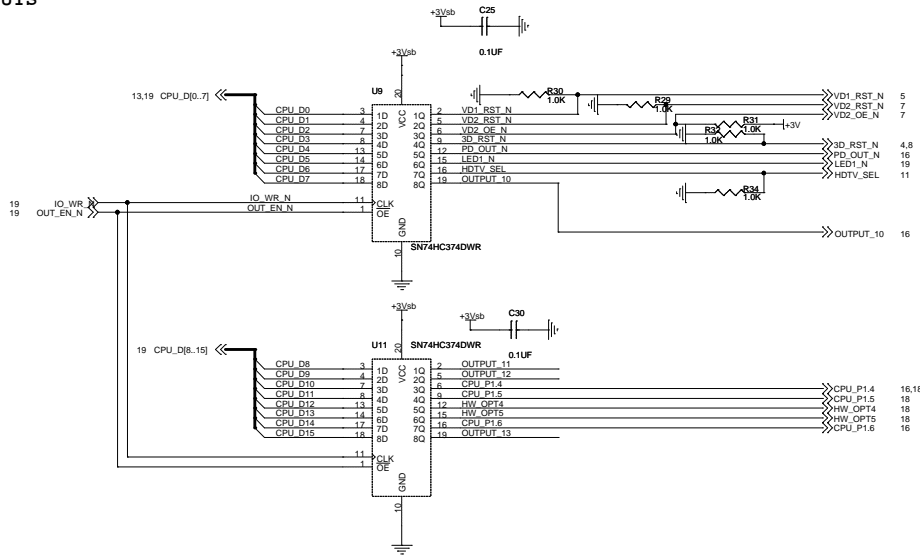 C25
+3Vsb
0.1UF
+3Vsb
U9
20
VCC
13,19 CPU_D[0..7]
CPU_D0 3 1D 1Q 2 VD1_RST_N
CPU_D1 4 2D 2Q 5 VD2_RST_N
CPU_D2 7 3D 3Q 6 VD2_OE_N
CPU_D3 8 4D 4Q 9 3D_RST_N
CPU_D4 13 5D 5Q 12 PD_OUT_N
CPU_D5 14 6D 6Q 15 LED1_N
CPU_D6 17 7D 7Q 16 HDTV_SEL
CPU_D7 18 8D 8Q 19 OUTPUT_10
R30
1.0K
R29
1.0K
R31
1.0K
+3V
R32
1.0K
R34
1.0K
VD1_RST_N 5
VD2_RST_N 7
VD2_OE_N 7
3D_RST_N 4,8
PD_OUT_N 16
LED1_N 19
HDTV_SEL 11
OUTPUT_10 16
19 IO_WR_N IO_WR_N 11 CLK
19 OUT_EN_N OUT_EN_N 1 OE
GND
10
SN74HC374DWR
+3Vsb
+3Vsb
C30
0.1UF
U11
20
SN74HC374DWR
VCC
19 CPU_D[8..15]
CPU_D8 3 1D 1Q 2 OUTPUT_11
CPU_D9 4 2D 2Q 5 OUTPUT_12
CPU_D10 7 3D 3Q 6 CPU_P1.4
CPU_D11 8 4D 4Q 9 CPU_P1.5
CPU_D12 13 5D 5Q 12 HW_OPT4
CPU_D13 14 6D 6Q 15 HW_OPT5
CPU_D14 17 7D 7Q 16 CPU_P1.6
CPU_D15 18 8D 8Q 19 OUTPUT_13
11 CLK
1 OE
GND
10
CPU_P1.4 16,18
CPU_P1.5 18
HW_OPT4 18
HW_OPT5 18
CPU_P1.6 16